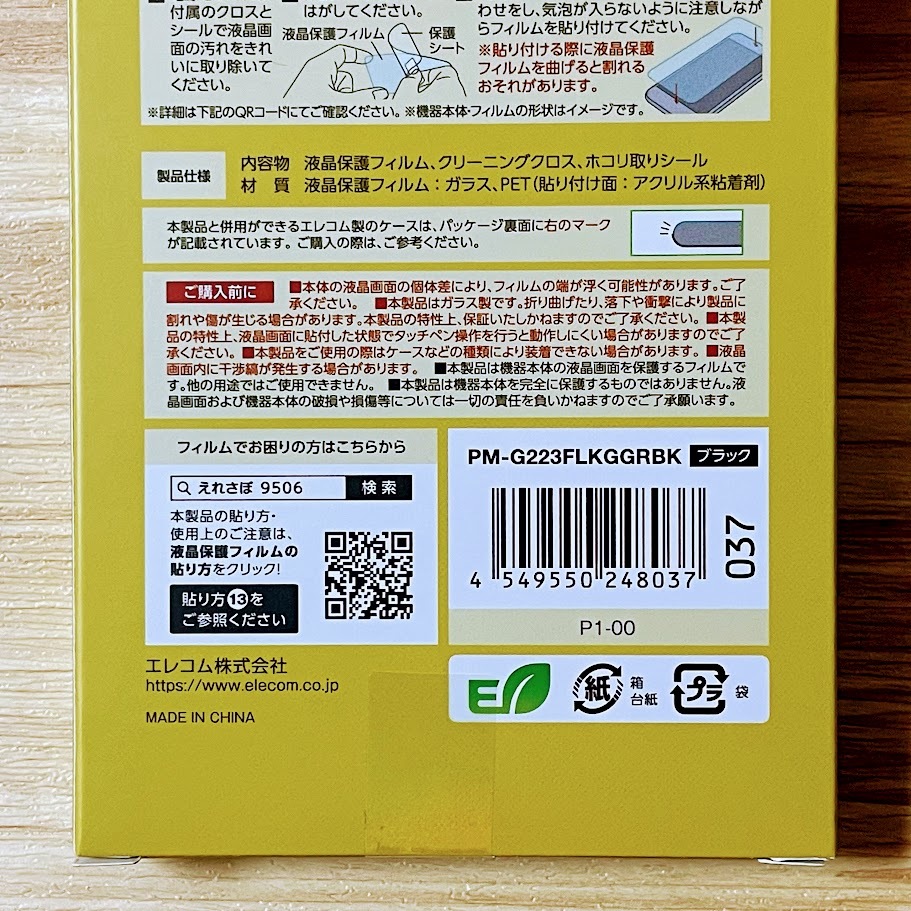 付属のクロスと
シールで液晶画
面の汚れをきれ
いに取り除いて
ください。
はがしてください。
液晶保護フィルム
保護
シート
わせをし、気泡が入らないように注意しなが
らフィルムを貼り付けてください。
※貼り付ける際に液晶保護
フィルムを曲げると割れる
おそれがあります。
※詳細は下記のQRコードにてご確認ください。※機器本体・フィルムの形状はイメージです。
製品仕様
内容物 液晶保護フィルム、クリーニングクロス、ホコリ取りシール
材 質 液晶保護フィルム：ガラス、PET(貼り付け面：アクリル系粘着剤)
本製品と併用ができるエレコム製のケースは、パッケージ裏面に右のマーク
が記載されています。ご購入の際は、ご参考ください。
ご購入前に ■本体の液晶画面の個体差により、フィルムの端が浮く可能性があります。ご了
承ください。 ■本製品はガラス製です。折り曲げたり、落下や衝撃により製品に
割れや傷が生じる場合があります。本製品の特性上、保証いたしかねますのでご了承ください。■本製
品の特性上、液晶画面に貼付した状態でタッチペン操作を行うと動作しにくい場合がありますのでご了
承ください。■本製品をご使用の際はケースなどの種類により装着できない場合があります。■液晶
画面内に干渉縞が発生する場合があります。 ■本製品は機器本体の液晶画面を保護するフィルムで
す。他の用途ではご使用できません。 ■本製品は機器本体を完全に保護するものではありません。液
晶画面および機器本体の破損や損傷等については一切の責任を負いかねますのでご了承願います。
フィルムでお困りの方はこちらから
えれさぽ 9506 検索
本製品の貼り方・
使用上のご注意は、
液晶保護フィルムの
貼り方をクリック!
貼り方⑬を
ご参照ください
PM-G223FLKGGRBK ブラック
4 549550 248037
037
P1-00
エレコム株式会社
https://www.elecom.co.jp
MADE IN CHINA
紙
箱
台紙
プラ
袋